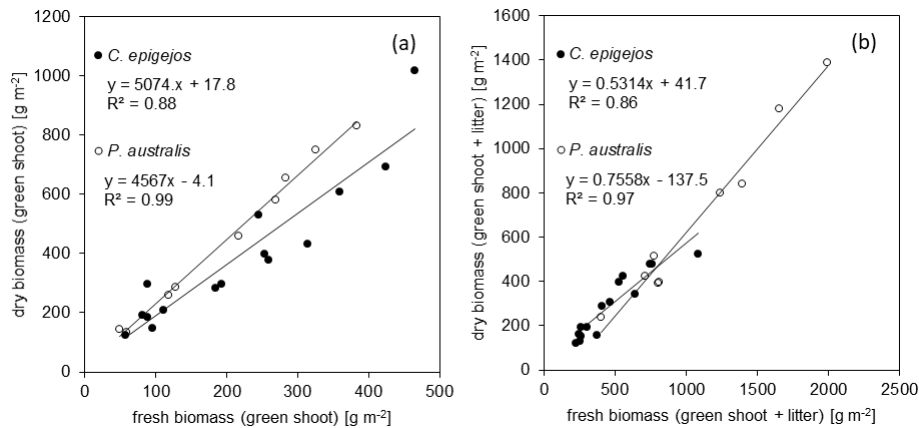 (a)
1200
1000
800
600
400
200
0
dry biomass (green shoot) [g m-2]
C. epigejos
y = 5074.x + 17.8
R² = 0.88
P. australis
y = 4567x - 4.1
R² = 0.99
0 100 200 300 400 500
fresh biomass (green shoot) [g m-2]
(b)
1600
1400
1200
1000
800
600
400
200
0
dry biomass (green shoot + litter) [g m-2]
C. epigejos
y = 0.5314x + 41.7
R² = 0.86
P. australis
y = 0.7558x - 137.5
R² = 0.97
0 500 1000 1500 2000 2500
fresh biomass (green shoot + litter) [g m-2]